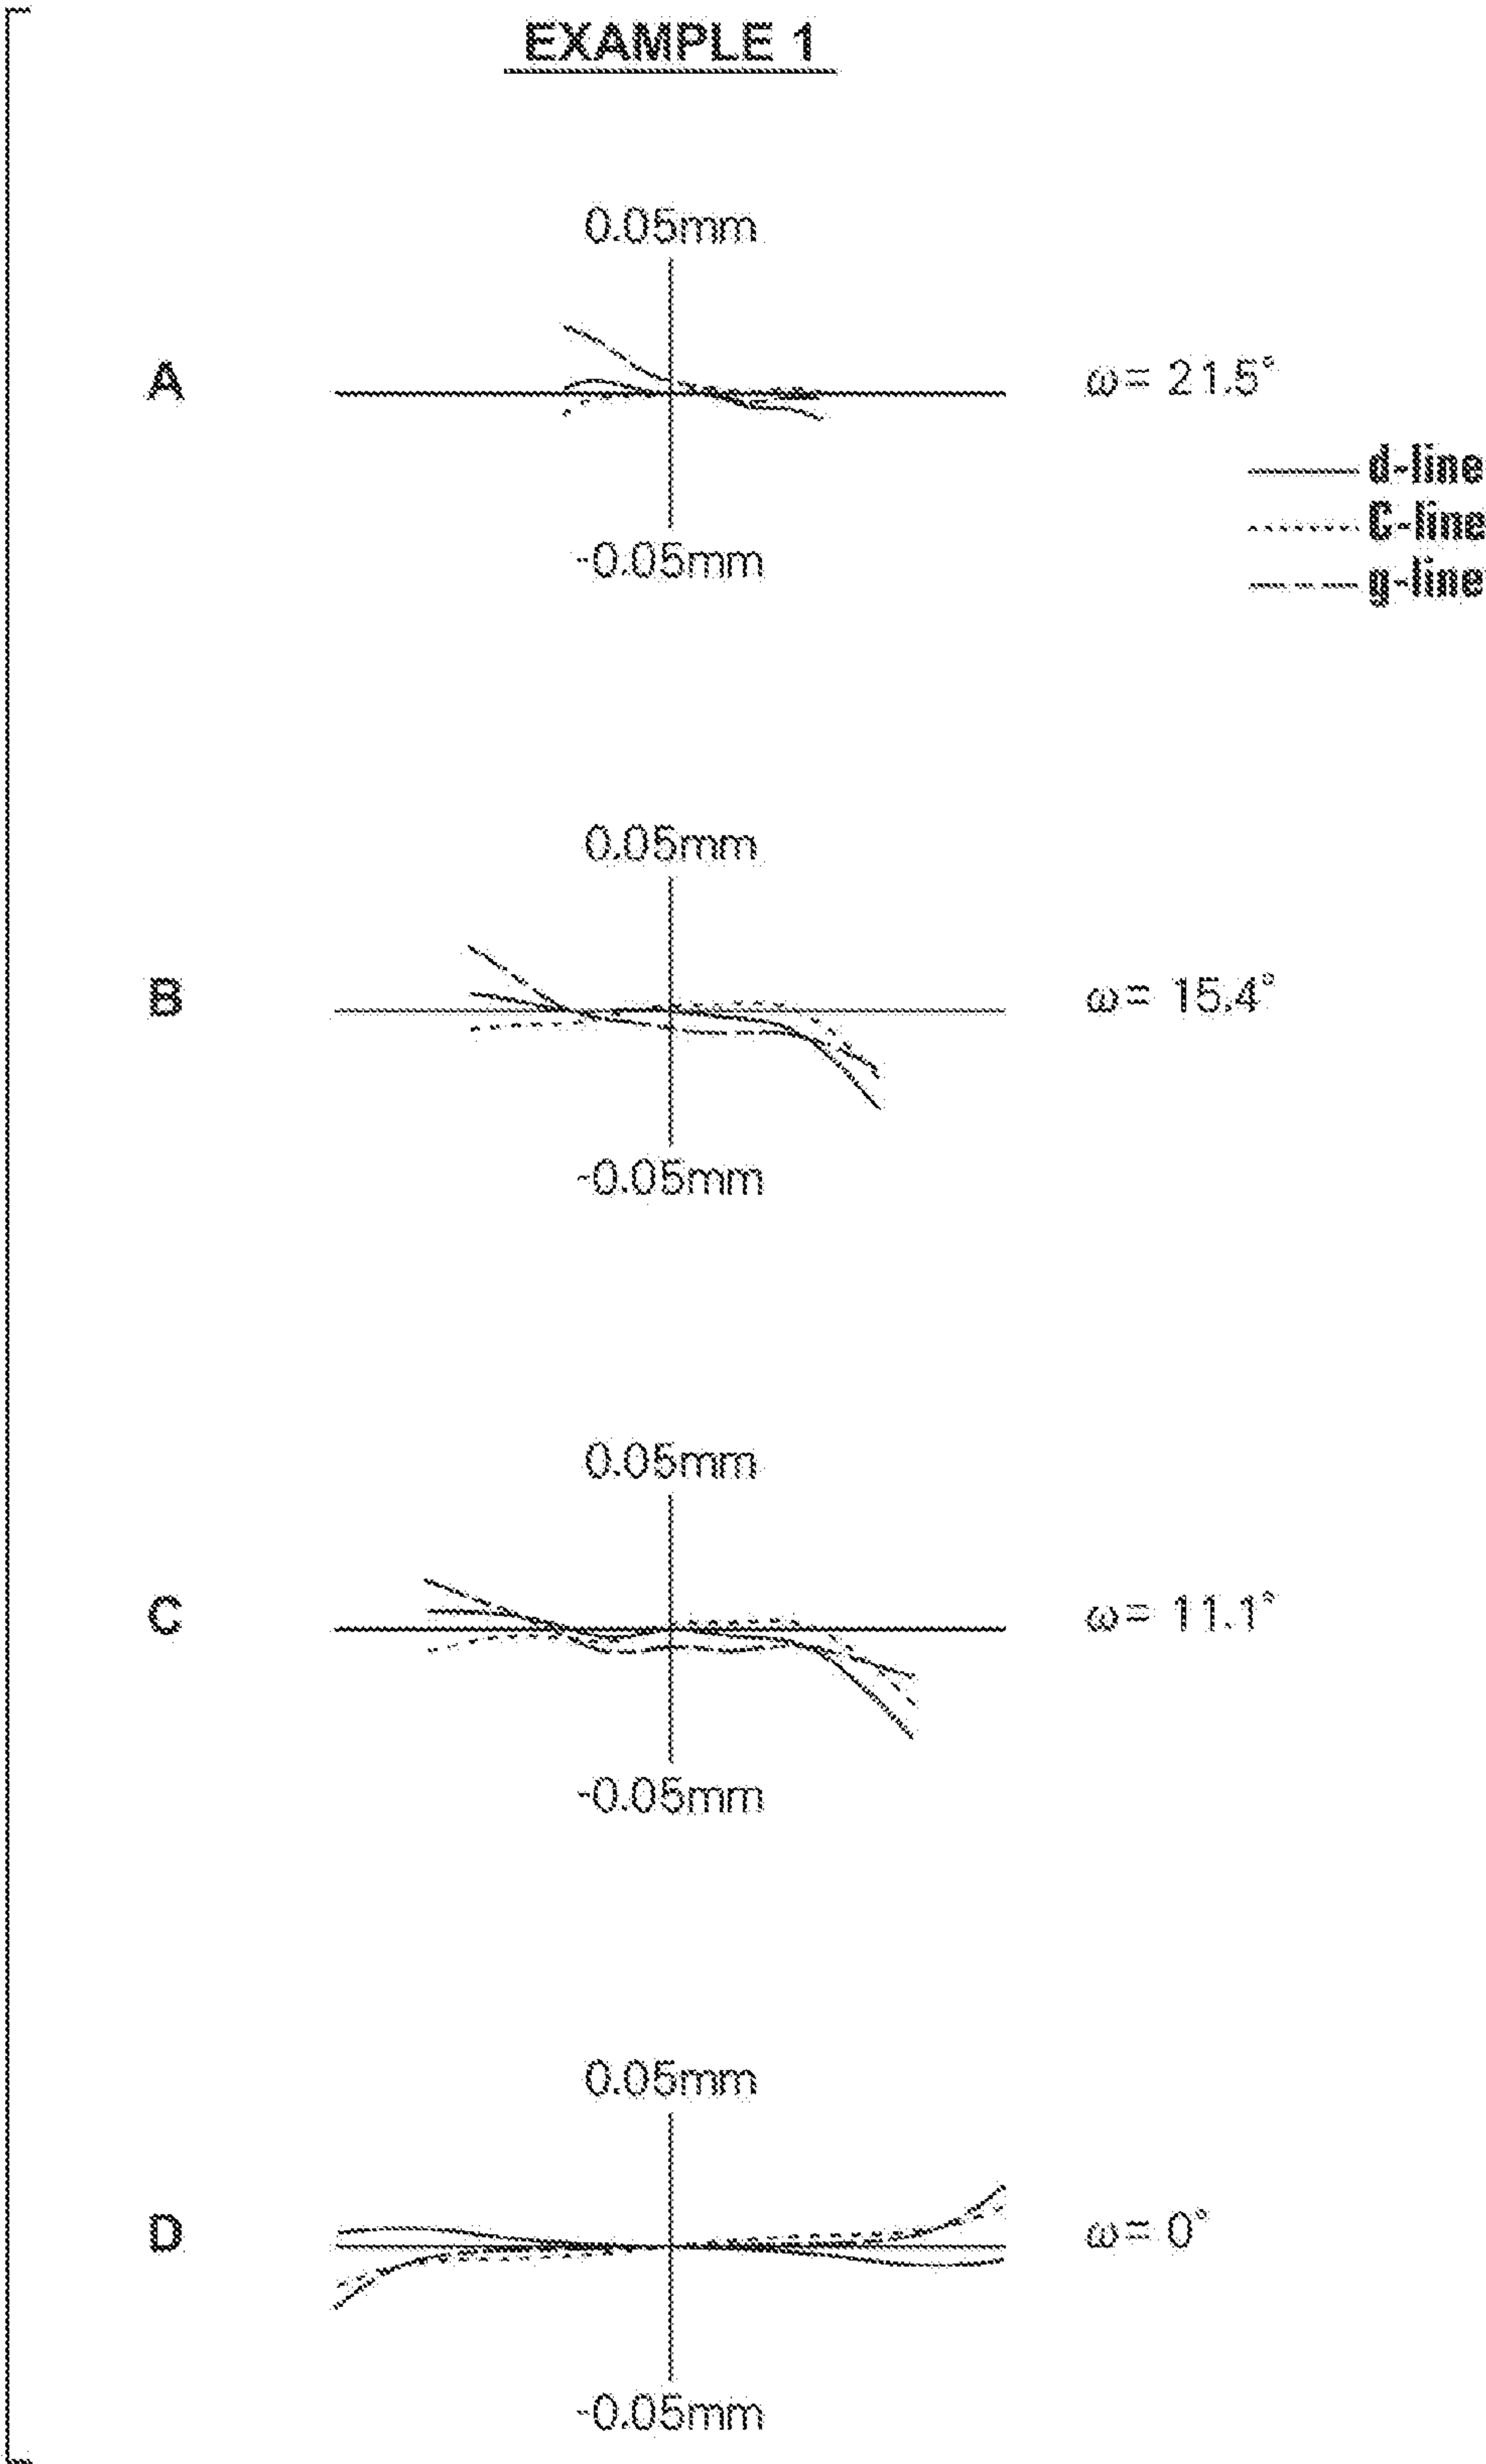 EXAMPLE 1
0.05mm
A
ω= 21.5°
d-line
C-line
g-line
-0.05mm
0.05mm
B
ω= 15.4°
-0.05mm
0.05mm
C
ω= 11.1°
-0.05mm
0.05mm
D
ω= 0°
-0.05mm